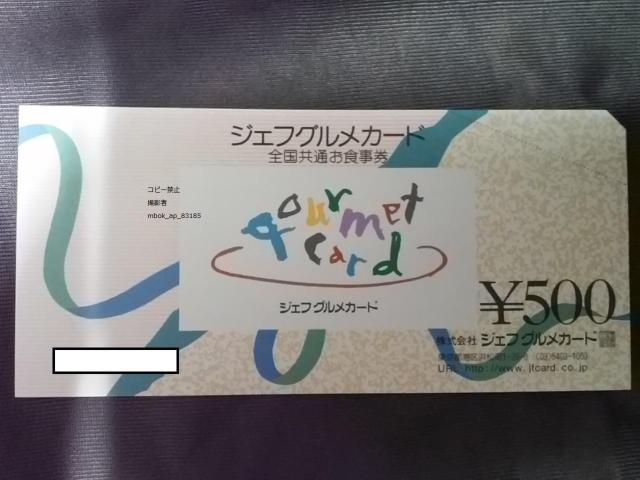 ジェフグルメカード
全国共通お食事券
コピー禁止
撮影者
mbok_ap_83185
gourmet
card
ジェフグルメカード
¥500
株式会社 ジェフグルメカード
URL http://www.jfcard.co.jp